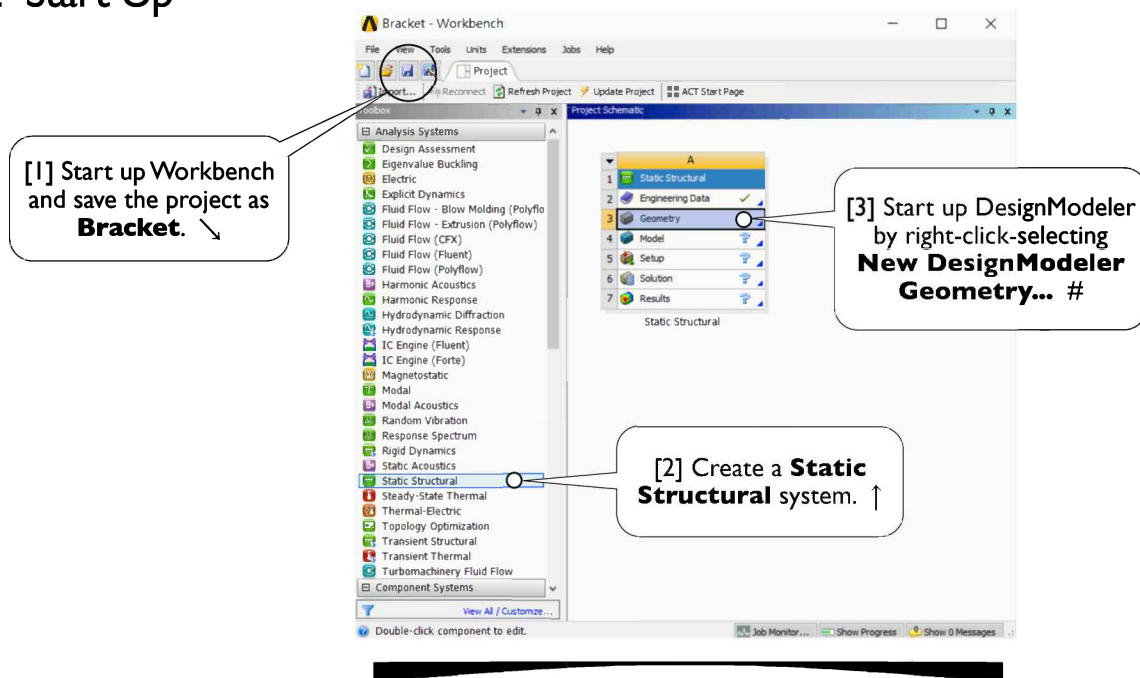 Start Up
Bracket - Workbench
File View Tools Units Extensions Jobs Help
Project
Import... Reconnect Refresh Project Update Project ACT Start Page
Toolbox
Project Schematic
Analysis Systems
Design Assessment
Eigenvalue Buckling
Electric
Explicit Dynamics
Fluid Flow - Blow Molding (Polyflo
Fluid Flow - Extrusion (Polyflow)
Fluid Flow (CFX)
Fluid Flow (Fluent)
Fluid Flow (Polyflow)
Harmonic Acoustics
Harmonic Response
Hydrodynamic Diffraction
Hydrodynamic Response
IC Engine (Fluent)
IC Engine (Forte)
Magnetostatic
Modal
Modal Acoustics
Random Vibration
Response Spectrum
Rigid Dynamics
Static Acoustics
Static Structural
Steady-State Thermal
Thermal-Electric
Topology Optimization
Transient Structural
Transient Thermal
Turbomachinery Fluid Flow
Component Systems
View All / Customize...
Double-click component to edit.
A
1 Static Structural
2 Engineering Data
3 Geometry
4 Model
5 Setup
6 Solution
7 Results
Static Structural
Job Monitor... Show Progress Show 0 Messages
[1] Start up Workbench
and save the project as
Bracket. ↘
[2] Create a Static
Structural system. ↑
[3] Start up DesignModeler
by right-click-selecting
New DesignModeler
Geometry... #